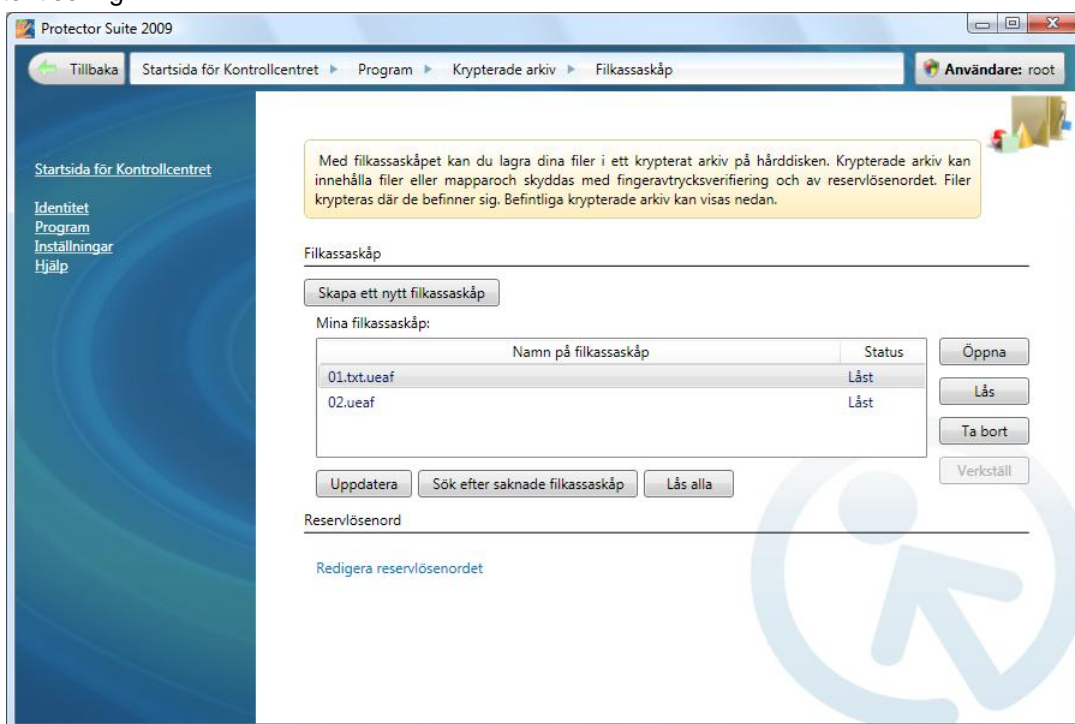 Protector Suite 2009
Tillbaka
Startsida för Kontrollcentret Program Krypterade arkiv Filkassaskåp
Användare: root
Startsida för Kontrollcentret
Identitet
Program
Inställningar
Hjälp
Med filkassaskåpet kan du lagra dina filer i ett krypterat arkiv på hårddisken. Krypterade arkiv kan
innehålla filer eller mapparoch skyddas med fingeravtrycksverifiering och av reservlösenordet. Filer
krypteras där de befinner sig. Befintliga krypterade arkiv kan visas nedan.
Filkassaskåp
Skapa ett nytt filkassaskåp
Mina filkassaskåp:
Namn på filkassaskåp Status
01.txt.ueaf Låst
02.ueaf Låst
Öppna
Lås
Ta bort
Verkställ
Uppdatera Sök efter saknade filkassaskåp Lås alla
Reservlösenord
Redigera reservlösenordet